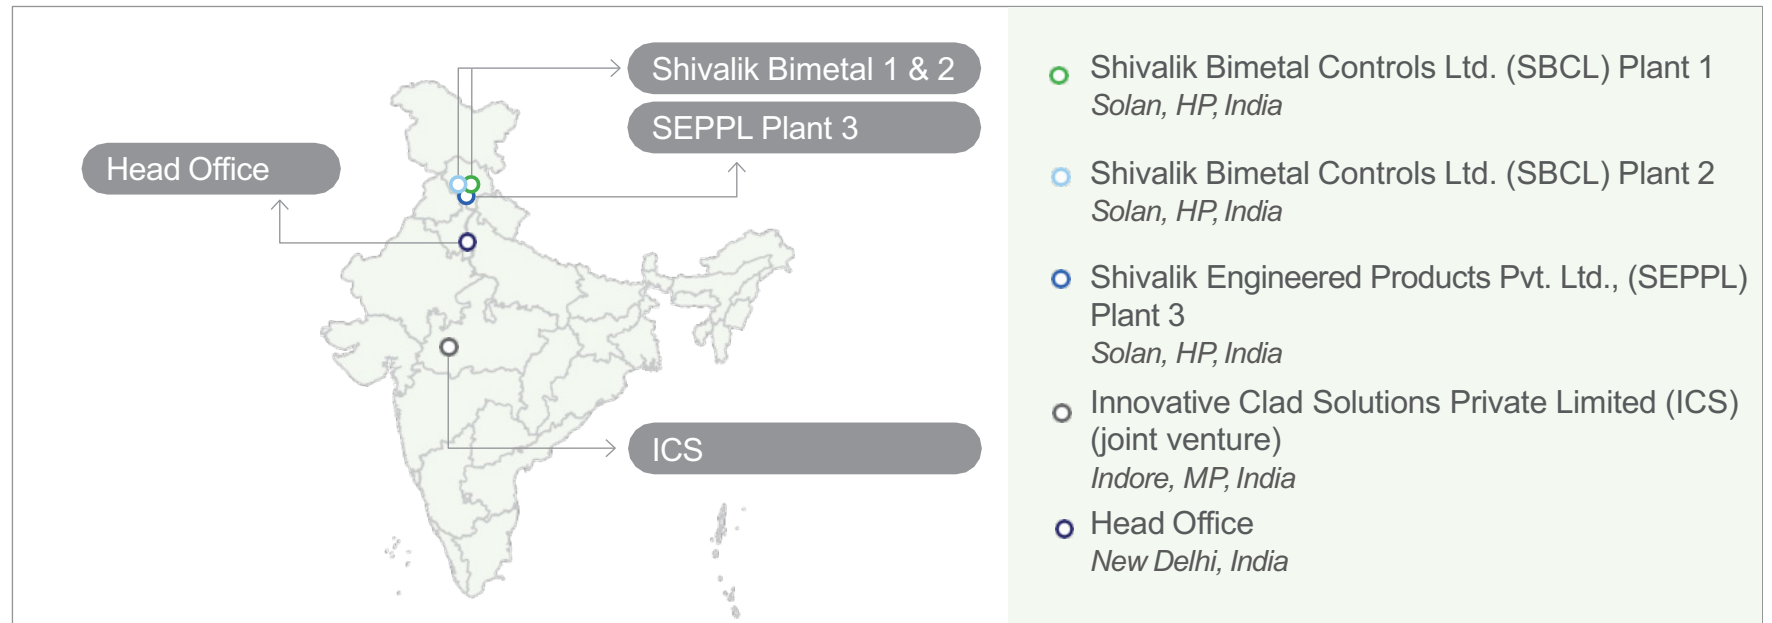 Shivalik Bimetal 1 & 2
SEPPL Plant 3
Head Office
ICS
Shivalik Bimetal Controls Ltd. (SBCL) Plant 1
Solan, HP, India
Shivalik Bimetal Controls Ltd. (SBCL) Plant 2
Solan, HP, India
Shivalik Engineered Products Pvt. Ltd., (SEPPL)
Plant 3
Solan, HP, India
Innovative Clad Solutions Private Limited (ICS)
(joint venture)
Indore, MP, India
Head Office
New Delhi, India